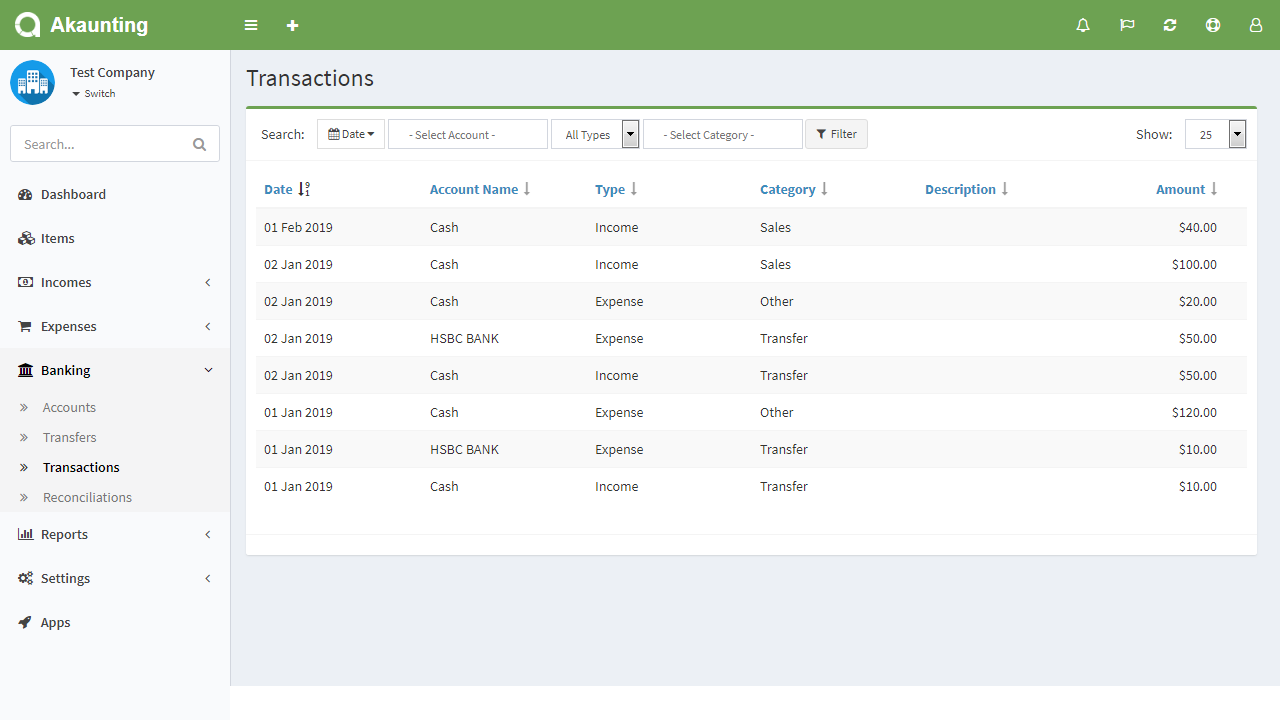 Akaunting
Test Company
Switch
Search...
Dashboard
Items
Incomes
Expenses
Banking
Accounts
Transfers
Transactions
Reconciliations
Reports
Settings
Apps
Transactions
Search: Date - Select Account - All Types - Select Category - Filter Show: 25
Date Account Name Type Category Description Amount
01 Feb 2019 Cash Income Sales $40.00
02 Jan 2019 Cash Income Sales $100.00
02 Jan 2019 Cash Expense Other $20.00
02 Jan 2019 HSBC BANK Expense Transfer $50.00
02 Jan 2019 Cash Income Transfer $50.00
01 Jan 2019 Cash Expense Other $120.00
01 Jan 2019 HSBC BANK Expense Transfer $10.00
01 Jan 2019 Cash Income Transfer $10.00